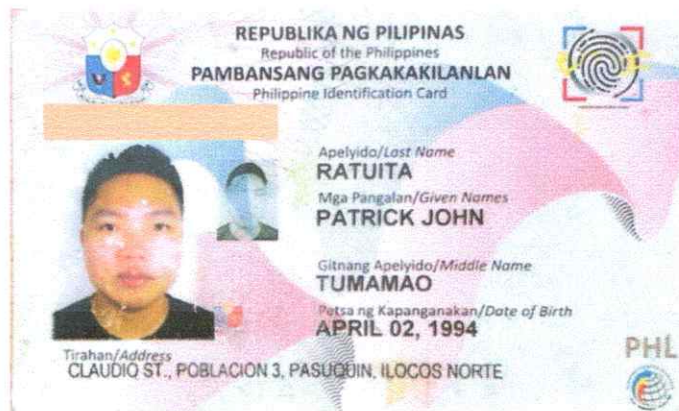 REPUBLIKA NG PILIPINAS
Republic of the Philippines
PAMBANSANG PAGKAKAKILANLAN
Philippine Identification Card
Apelyido/Last Name
RATUITA
Mga Pangalan/Given Names
PATRICK JOHN
Gitnang Apelyido/Middle Name
TUMAMAO
Petsa ng Kapanganakan/Date of Birth
APRIL 02, 1994
Tirahan/Address
CLAUDIO ST., POBLACION 3, PASUQUIN, ILOCOS NORTE
PHL